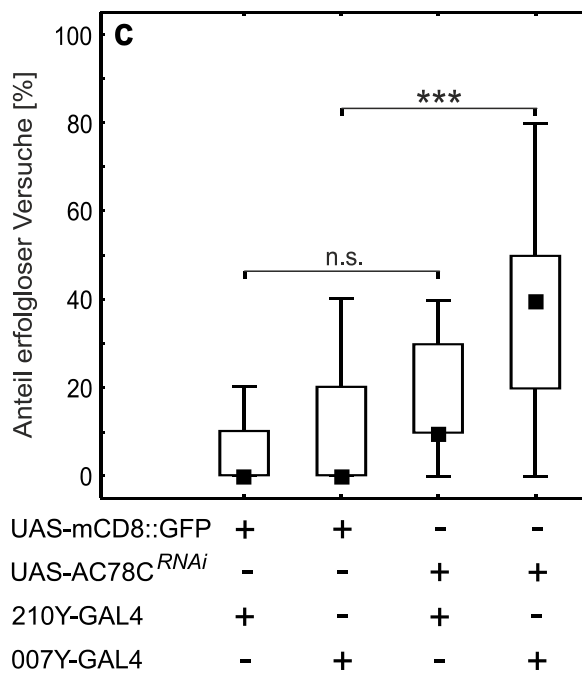 c
100
80
60
40
20
0
Anteil erfolgloser Versuche [%]
***
n.s.
UAS-mCD8::GFP + + - -
UAS-AC78C RNAi - - + +
210Y-GAL4 + - + -
007Y-GAL4 - + - +